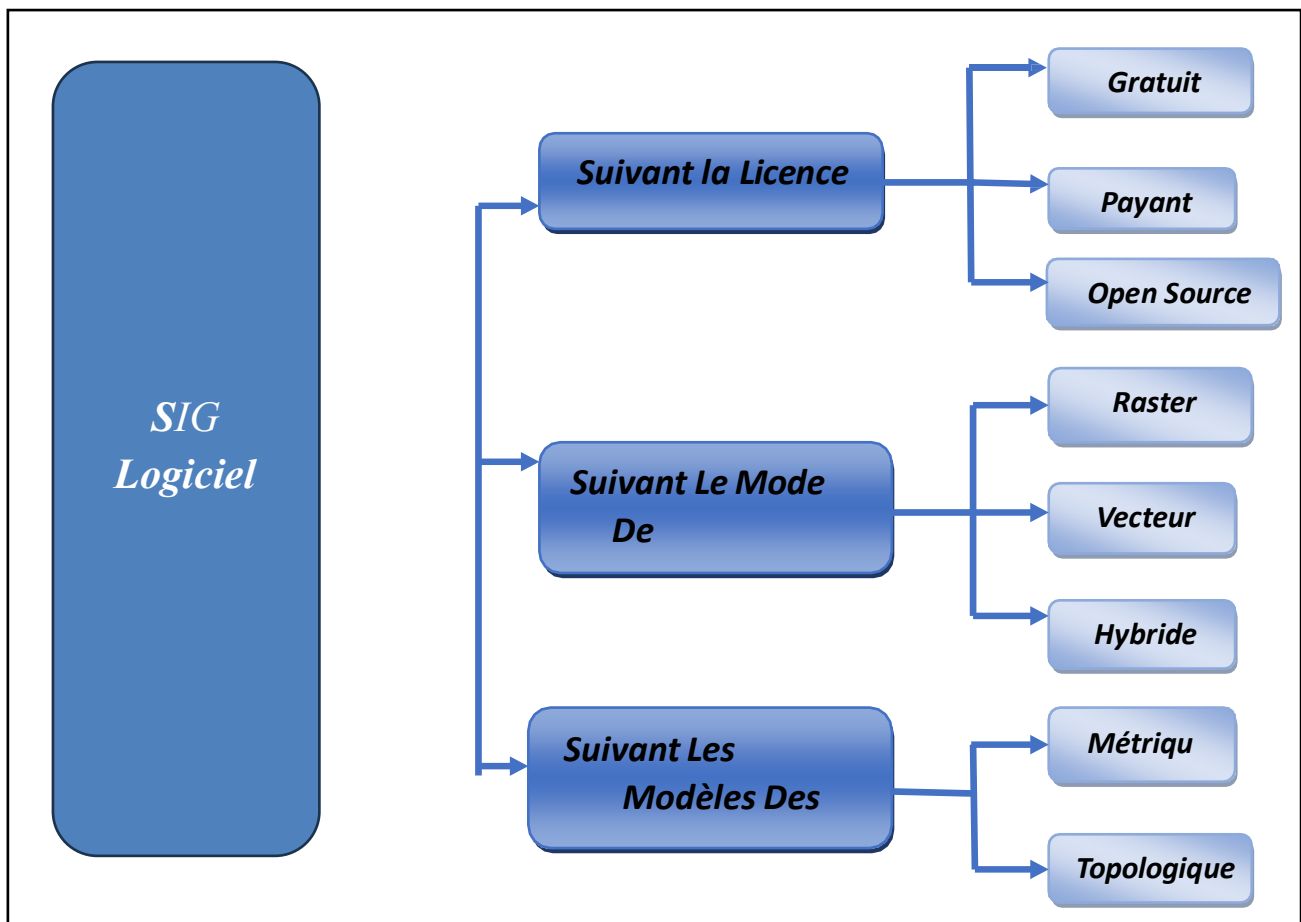 SIG
Logiciel
Suivant la Licence
Gratuit
Payant
Open Source
Suivant Le Mode
De
Raster
Vecteur
Hybride
Suivant Les
Modèles Des
Métriqu
Topologique